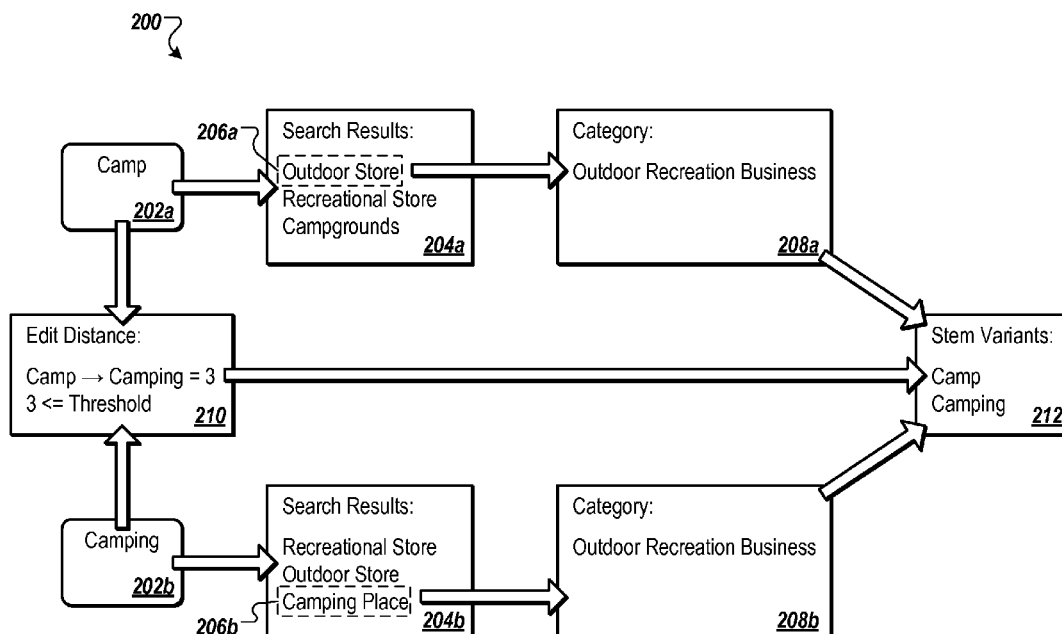 200
206a
Camp
202a
Search Results:
Outdoor Store
Recreational Store
Campgrounds
204a
Category:
Outdoor Recreation Business
208a
Edit Distance:
Camp → Camping = 3
3 <= Threshold
210
Stem Variants:
Camp
Camping
212
Camping
202b
Search Results:
Recreational Store
Outdoor Store
Camping Place
204b
206b
Category:
Outdoor Recreation Business
208b